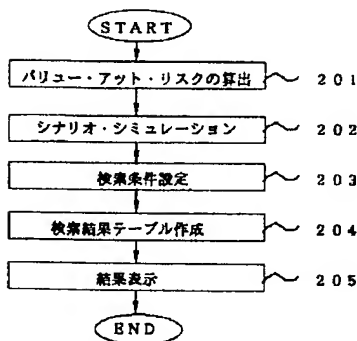 START
バリュー・アット・リスクの算出 201
シナリオ・シミュレーション 202
検索条件設定 203
検索結果テーブル作成 204
結果表示 205
END